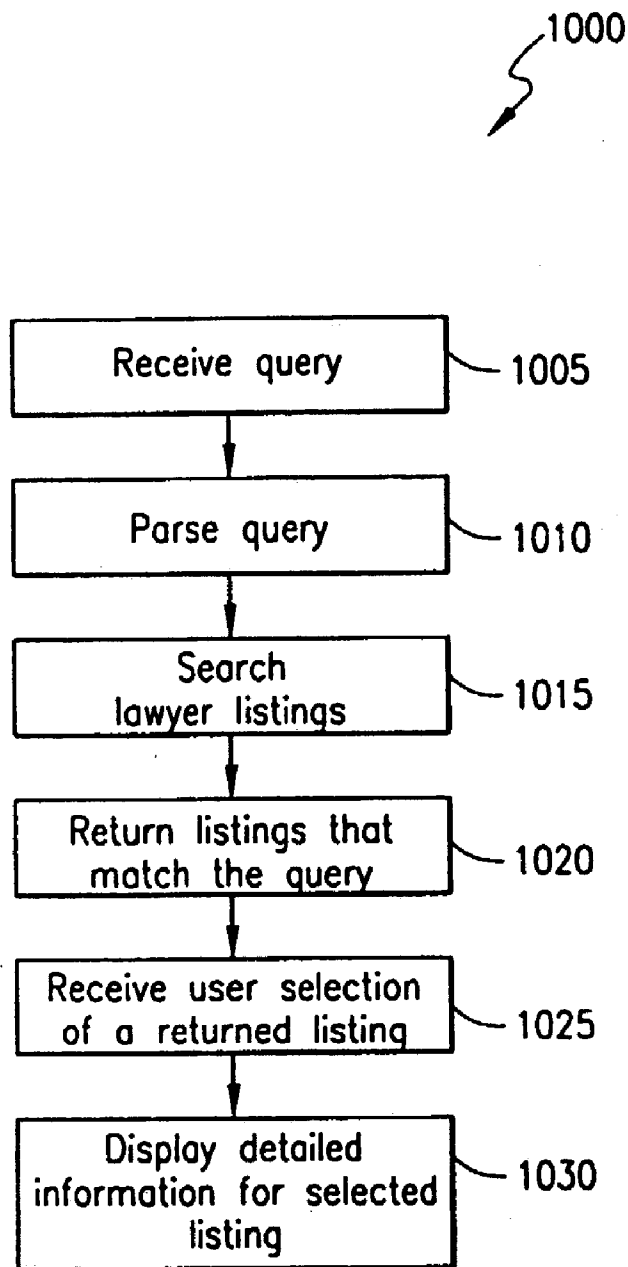 1000
Receive query
1005
Parse query
1010
Search
lawyer listings
1015
Return listings that
match the query
1020
Receive user selection
of a returned listing
1025
Display detailed
information for selected
listing
1030